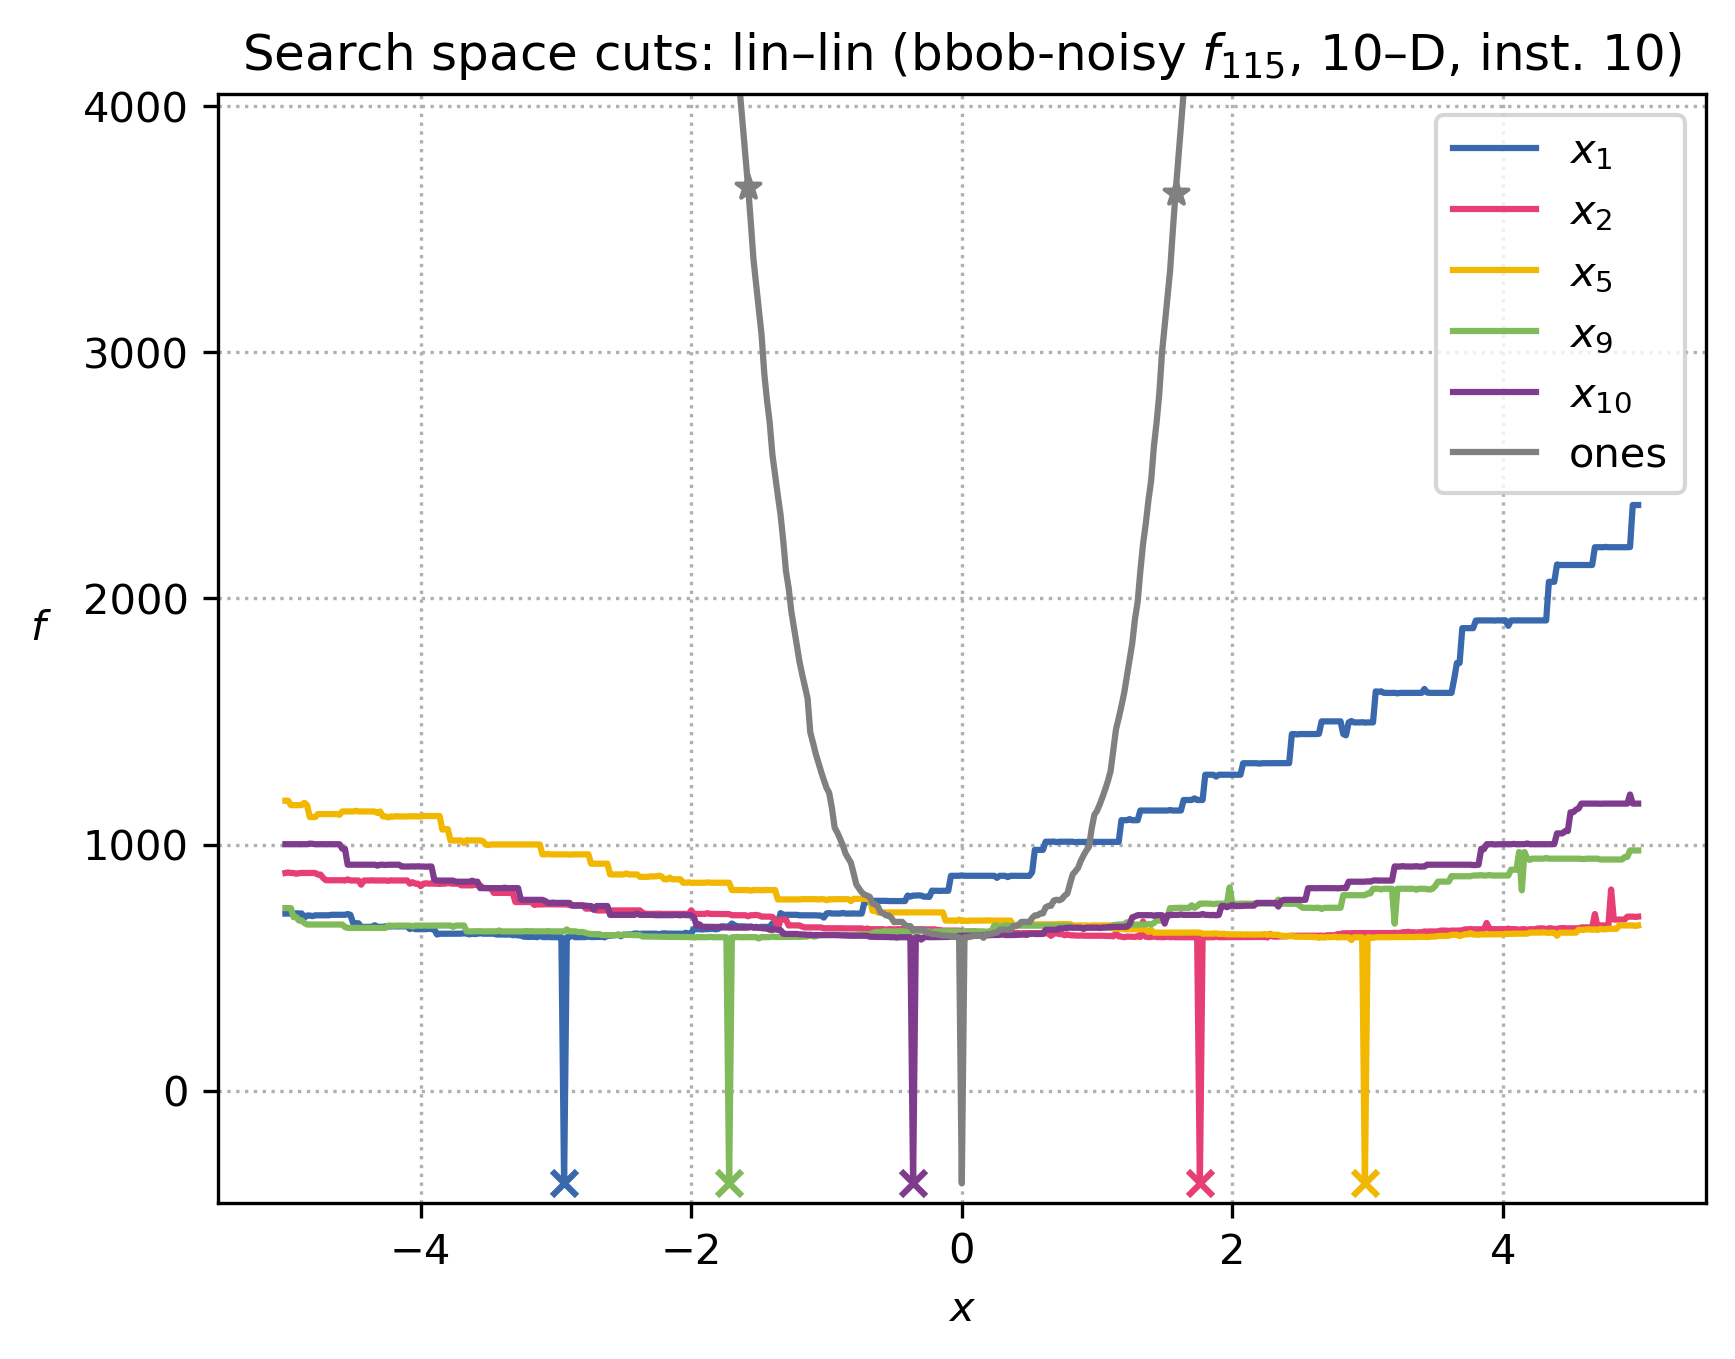 Search space cuts: lin–lin (bbob-noisy f₁₁₅, 10–D, inst. 10)
4000
3000
2000
1000
0
f
x₁
x₂
x₅
x₉
x₁₀
ones
−4 −2 0 2 4
x